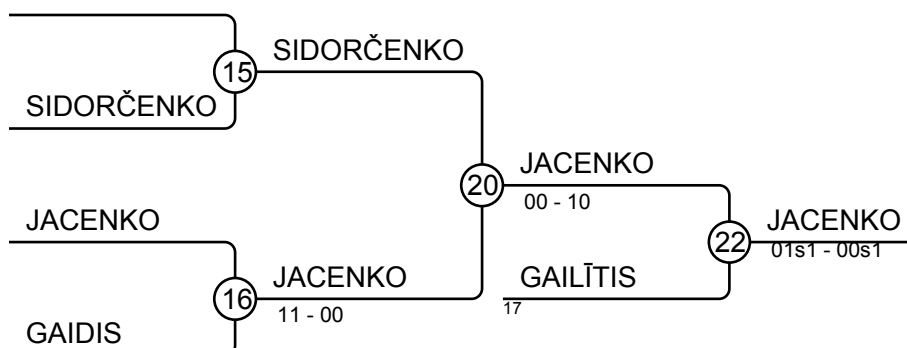 SIDORČENKO
15
SIDORČENKO
JACENKO
20
00 - 10
JACENKO
JACENKO
22
01s1 - 00s1
JACENKO
16
11 - 00
GAILĪTIS
17
GAIDIS